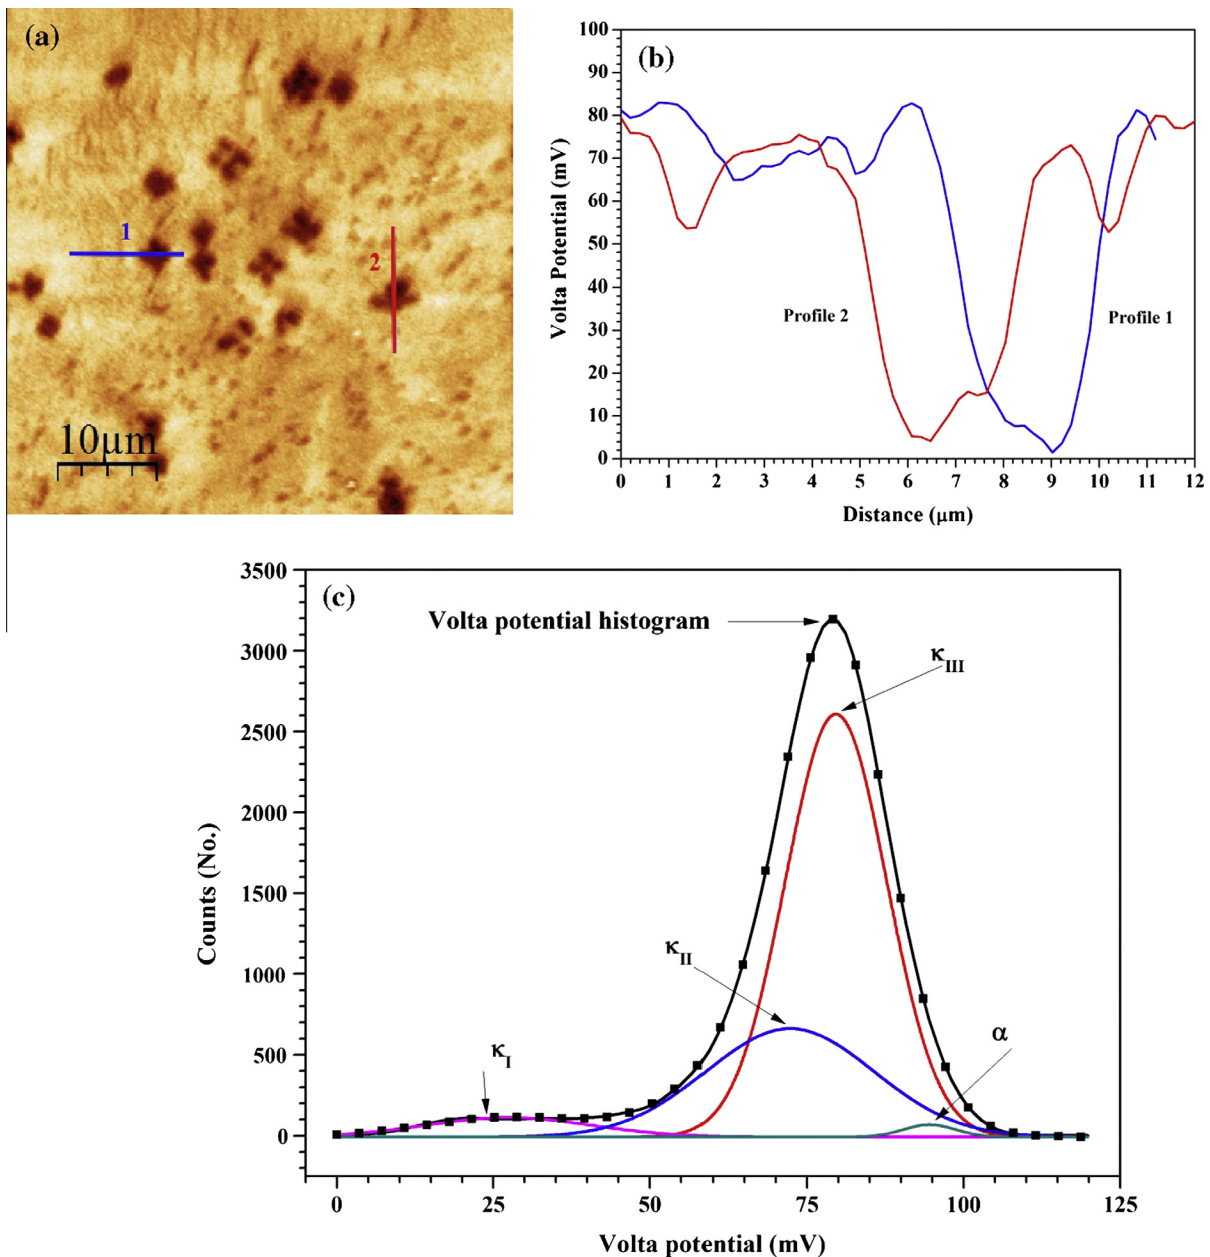 (a)
1
2
10μm
(b)
100
90
80
70
60
50
40
30
20
10
0
Volta Potential (mV)
Profile 2
Profile 1
0 1 2 3 4 5 6 7 8 9 10 11 12
Distance (μm)
(c)
3500
3000
2500
2000
1500
1000
500
0
Counts (No.)
Volta potential histogram
κIII
κII
κI
α
0 25 50 75 100 125
Volta potential (mV)